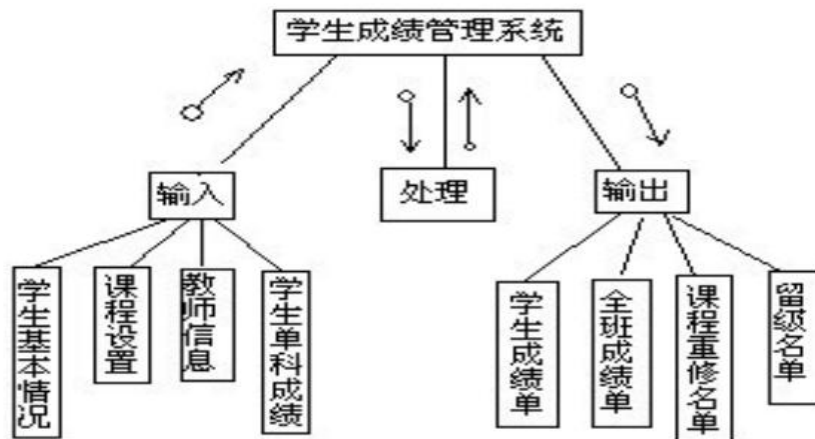 学生成绩管理系统
输入
处理
输出
学生基本情况
课程设置
教师信息
学生单科成绩
学生成绩单
全班成绩单
课程重修名单
留级名单